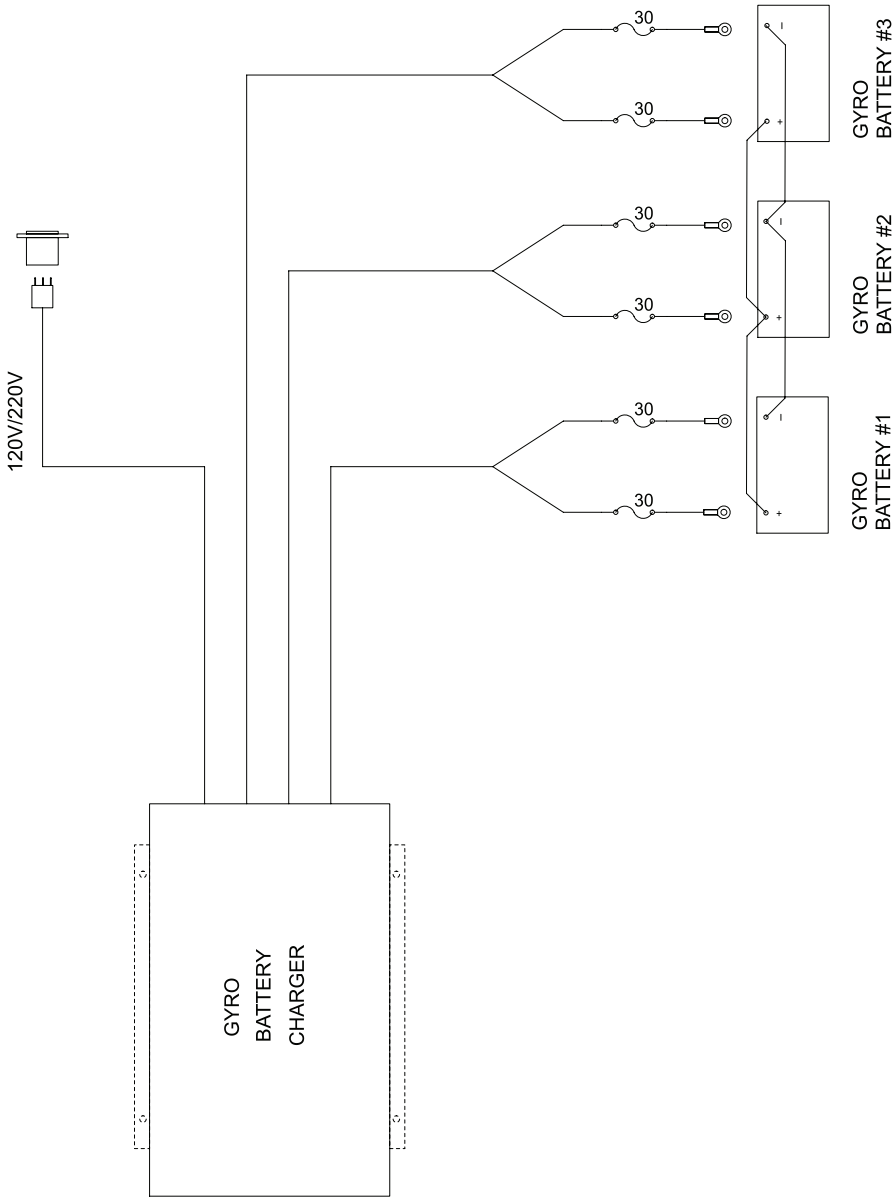 120V/220V
30
30
GYRO
BATTERY #3
+
-
30
30
GYRO
BATTERY #2
+
-
30
30
GYRO
BATTERY #1
+
-
GYRO
BATTERY
CHARGER